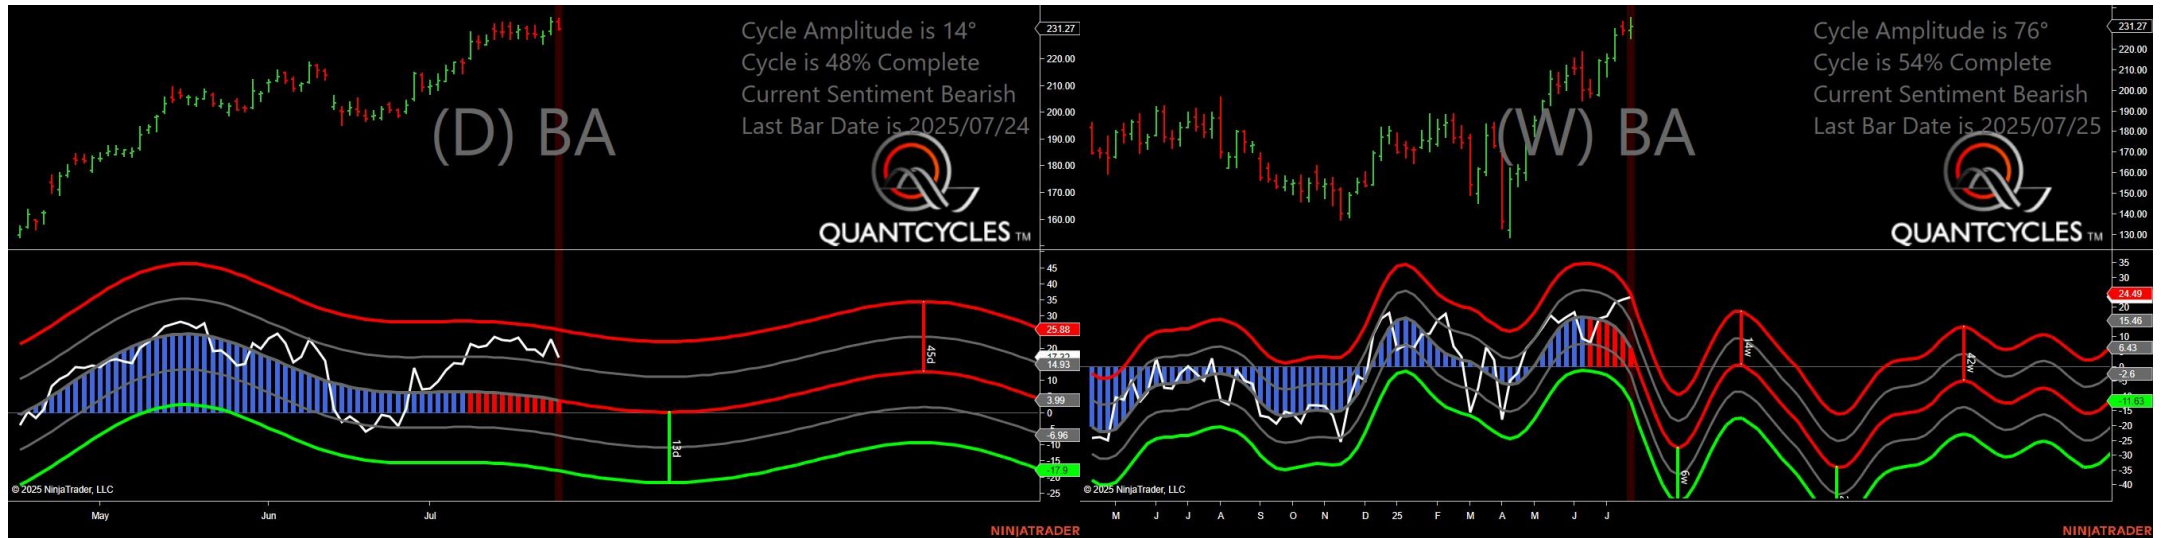 Cycle Amplitude is 14°
Cycle is 48% Complete
Current Sentiment Bearish
Last Bar Date is 2025/07/24
(D) BA
QUANTCYCLES TM
231.27
220.00
210.00
200.00
190.00
180.00
170.00
160.00
45
40
35
30
25.88
20
14.93
10
3.99
0
-5
-6.96
-10
-15
-17.9
-20
-25
45d
13d
© 2025 NinjaTrader, LLC
May Jun Jul
NINJATRADER
Cycle Amplitude is 76°
Cycle is 54% Complete
Current Sentiment Bearish
Last Bar Date is 2025/07/25
(W) BA
QUANTCYCLES TM
231.27
220.00
210.00
200.00
190.00
180.00
170.00
160.00
150.00
140.00
130.00
35
30
24.49
20
15.46
10
6.43
-2.6
-5
-11.63
-15
-20
-25
-30
-35
-40
14w
42w
6w
© 2025 NinjaTrader, LLC
M J J A S O N D 25 F M A M J J
NINJATRADER